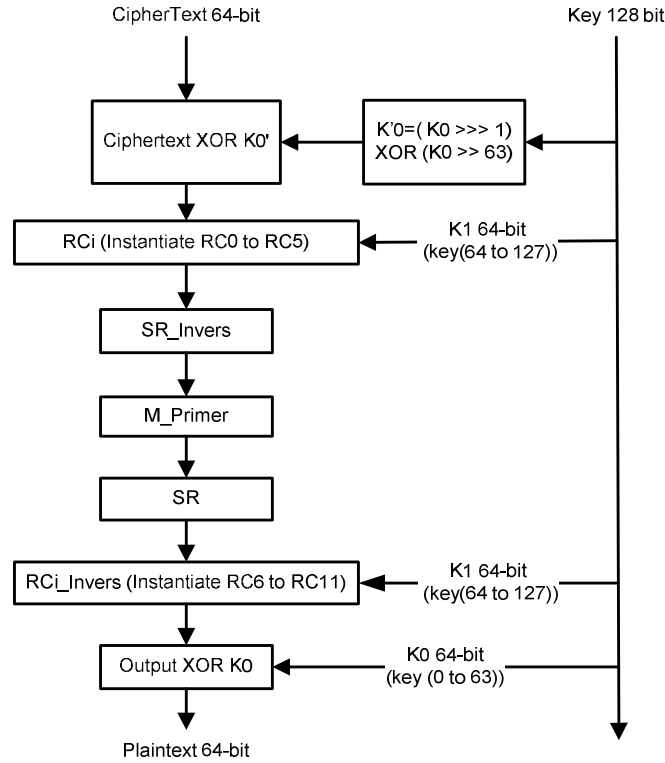 CipherText 64-bit
Key 128 bit
Ciphertext XOR K0'
K'0=( K0 >>> 1)
XOR (K0 >> 63)
RCi (Instantiate RC0 to RC5)
K1 64-bit
(key(64 to 127))
SR_Invers
M_Primer
SR
RCi_Invers (Instantiate RC6 to RC11)
K1 64-bit
(key(64 to 127))
Output XOR K0
K0 64-bit
(key (0 to 63))
Plaintext 64-bit